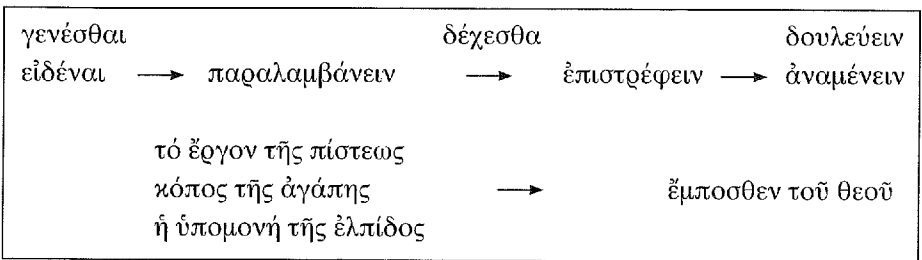 γενέσθαι δέχεσθα δουλεύειν
εἰδέναι → παραλαμβάνειν → ἐπιστρέφειν → ἀναμένειν
τό ἔργον τῆς πίστεως
κόπος τῆς ἀγάπης → ἔμποσθεν τοῦ θεοῦ
ἡ ὑπομονή τῆς ἐλπίδος